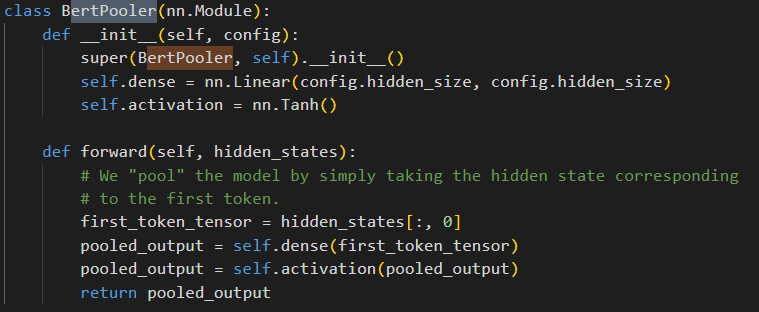 class BertPooler(nn.Module):
    def __init__(self, config):
        super(BertPooler, self).__init__()
        self.dense = nn.Linear(config.hidden_size, config.hidden_size)
        self.activation = nn.Tanh()

    def forward(self, hidden_states):
        # We "pool" the model by simply taking the hidden state corresponding
        # to the first token.
        first_token_tensor = hidden_states[:, 0]
        pooled_output = self.dense(first_token_tensor)
        pooled_output = self.activation(pooled_output)
        return pooled_output